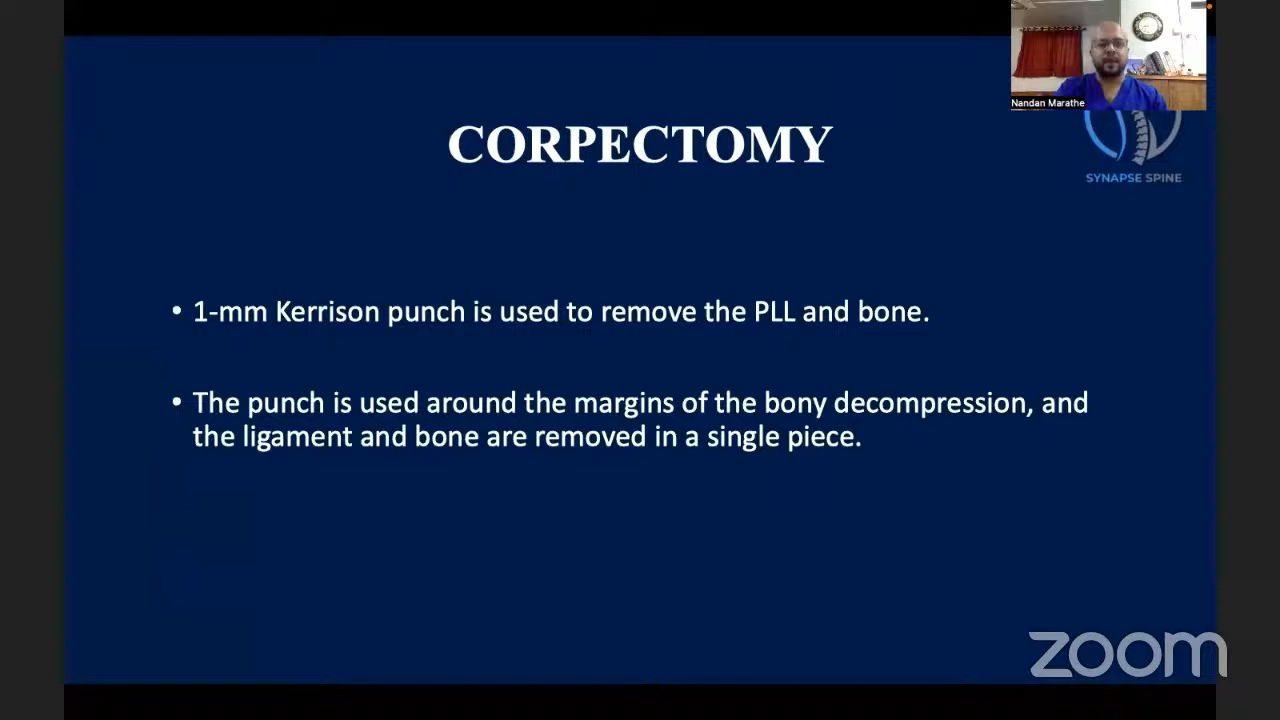 Nandan Marathe
CORPECTOMY
SYNAPSE SPINE
• 1-mm Kerrison punch is used to remove the PLL and bone.
• The punch is used around the margins of the bony decompression, and
the ligament and bone are removed in a single piece.
zoom